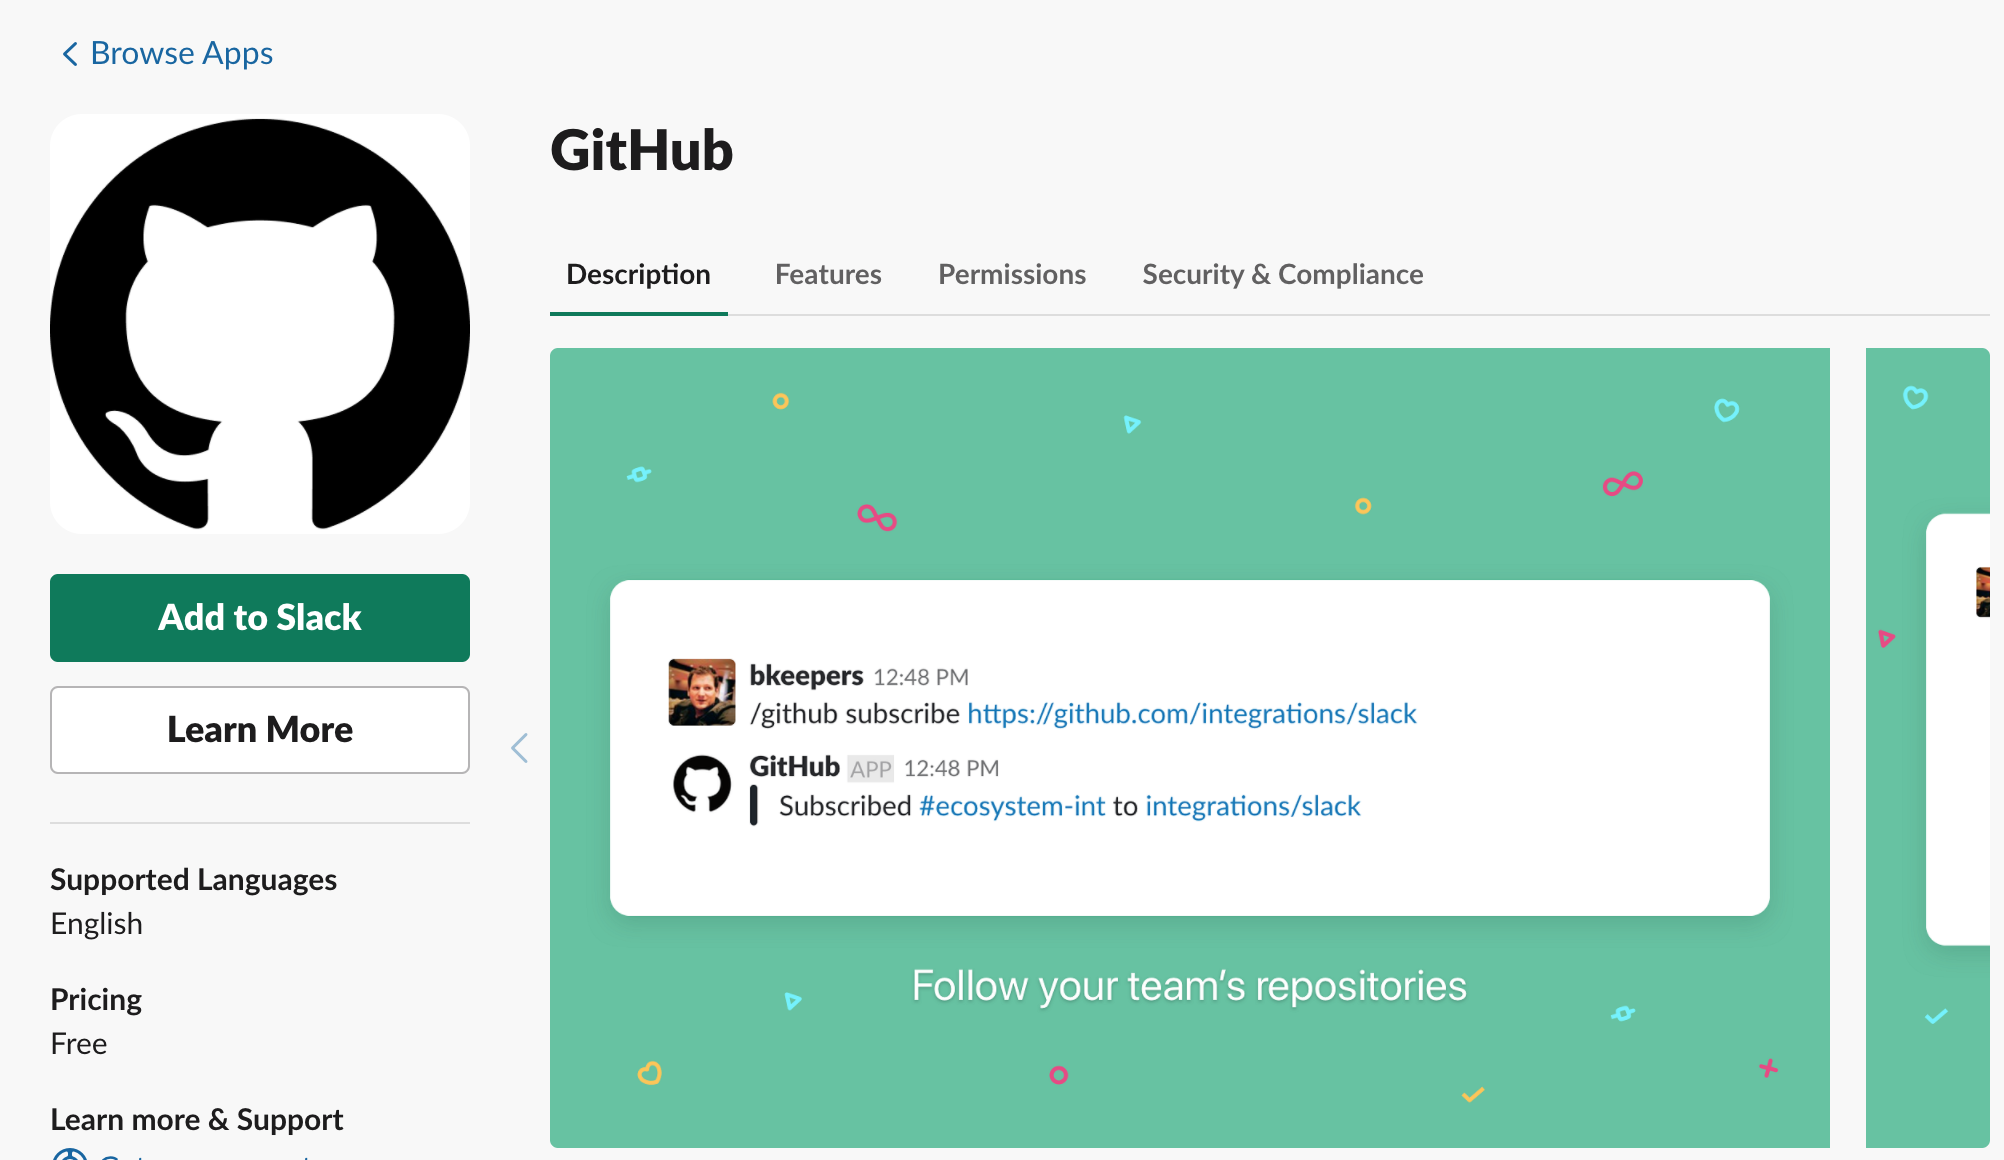 Browse Apps
GitHub
Description Features Permissions Security & Compliance
Add to Slack
Learn More
Supported Languages
English
Pricing
Free
Learn more & Support
bkeepers 12:48 PM
/github subscribe https://github.com/integrations/slack
GitHub APP 12:48 PM
Subscribed #ecosystem-int to integrations/slack
Follow your team's repositories